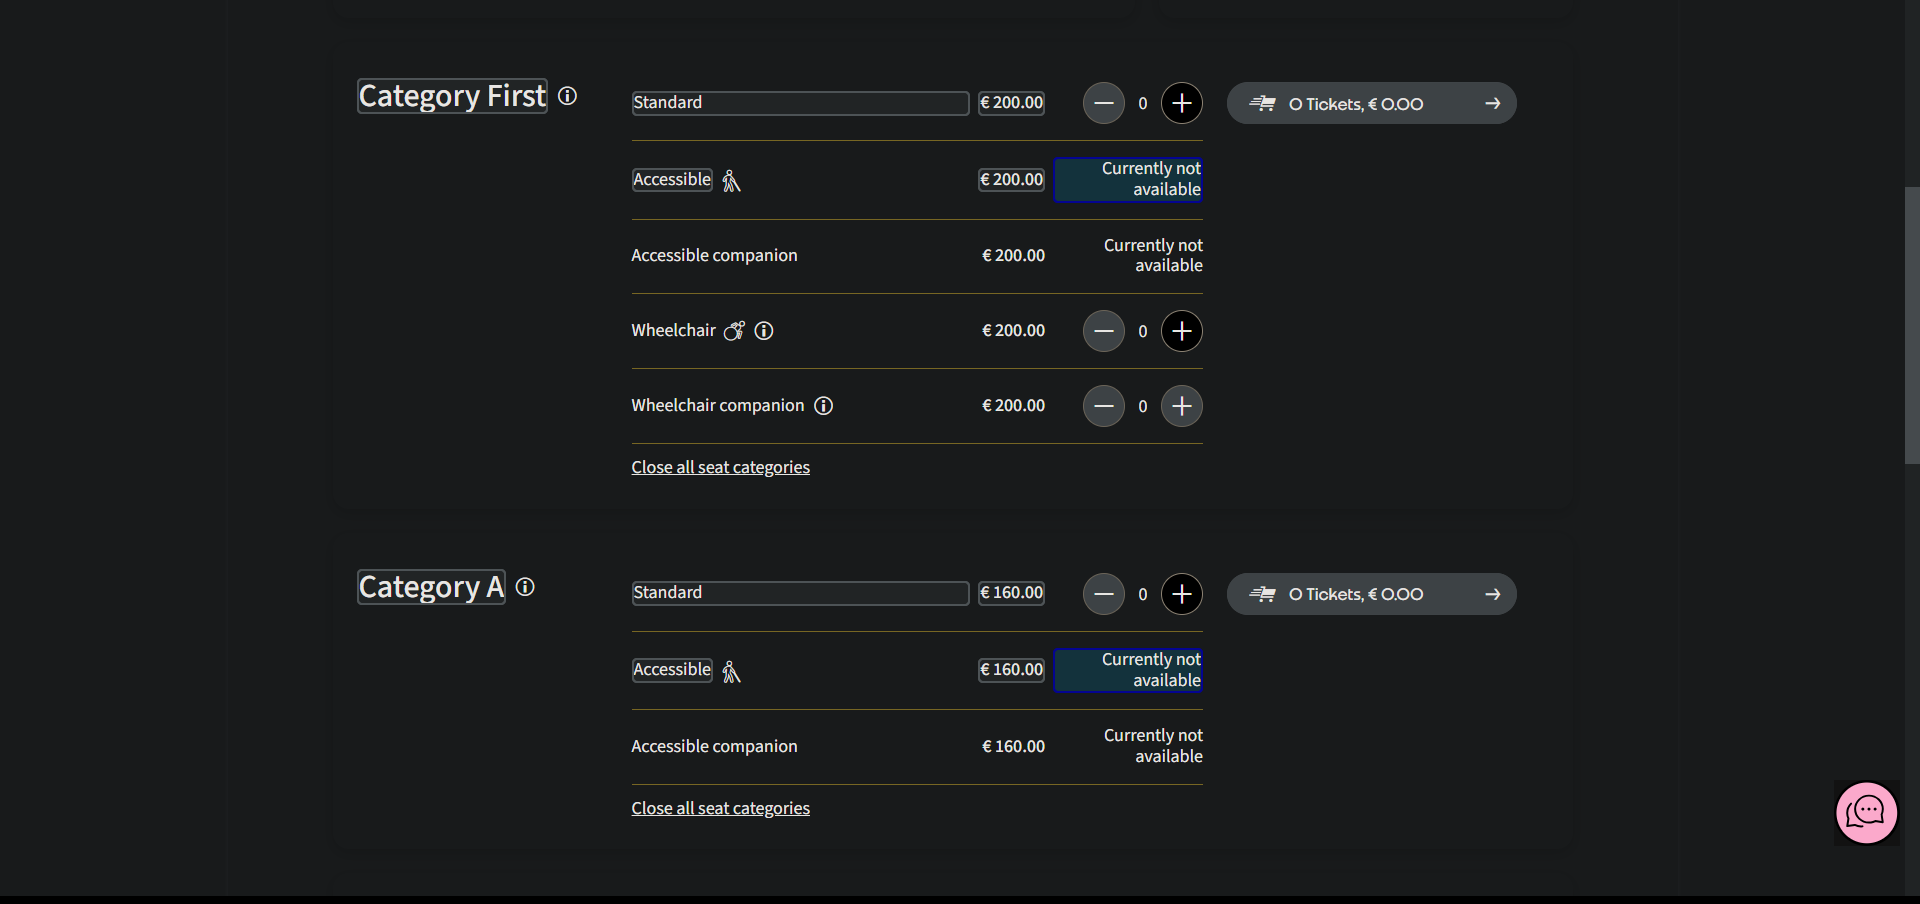 Category First
Standard € 200.00 0 0 Tickets, € 0.00
Accessible € 200.00 Currently not
available
Accessible companion € 200.00 Currently not
available
Wheelchair € 200.00 0
Wheelchair companion € 200.00 0
Close all seat categories
Category A
Standard € 160.00 0 0 Tickets, € 0.00
Accessible € 160.00 Currently not
available
Accessible companion € 160.00 Currently not
available
Close all seat categories